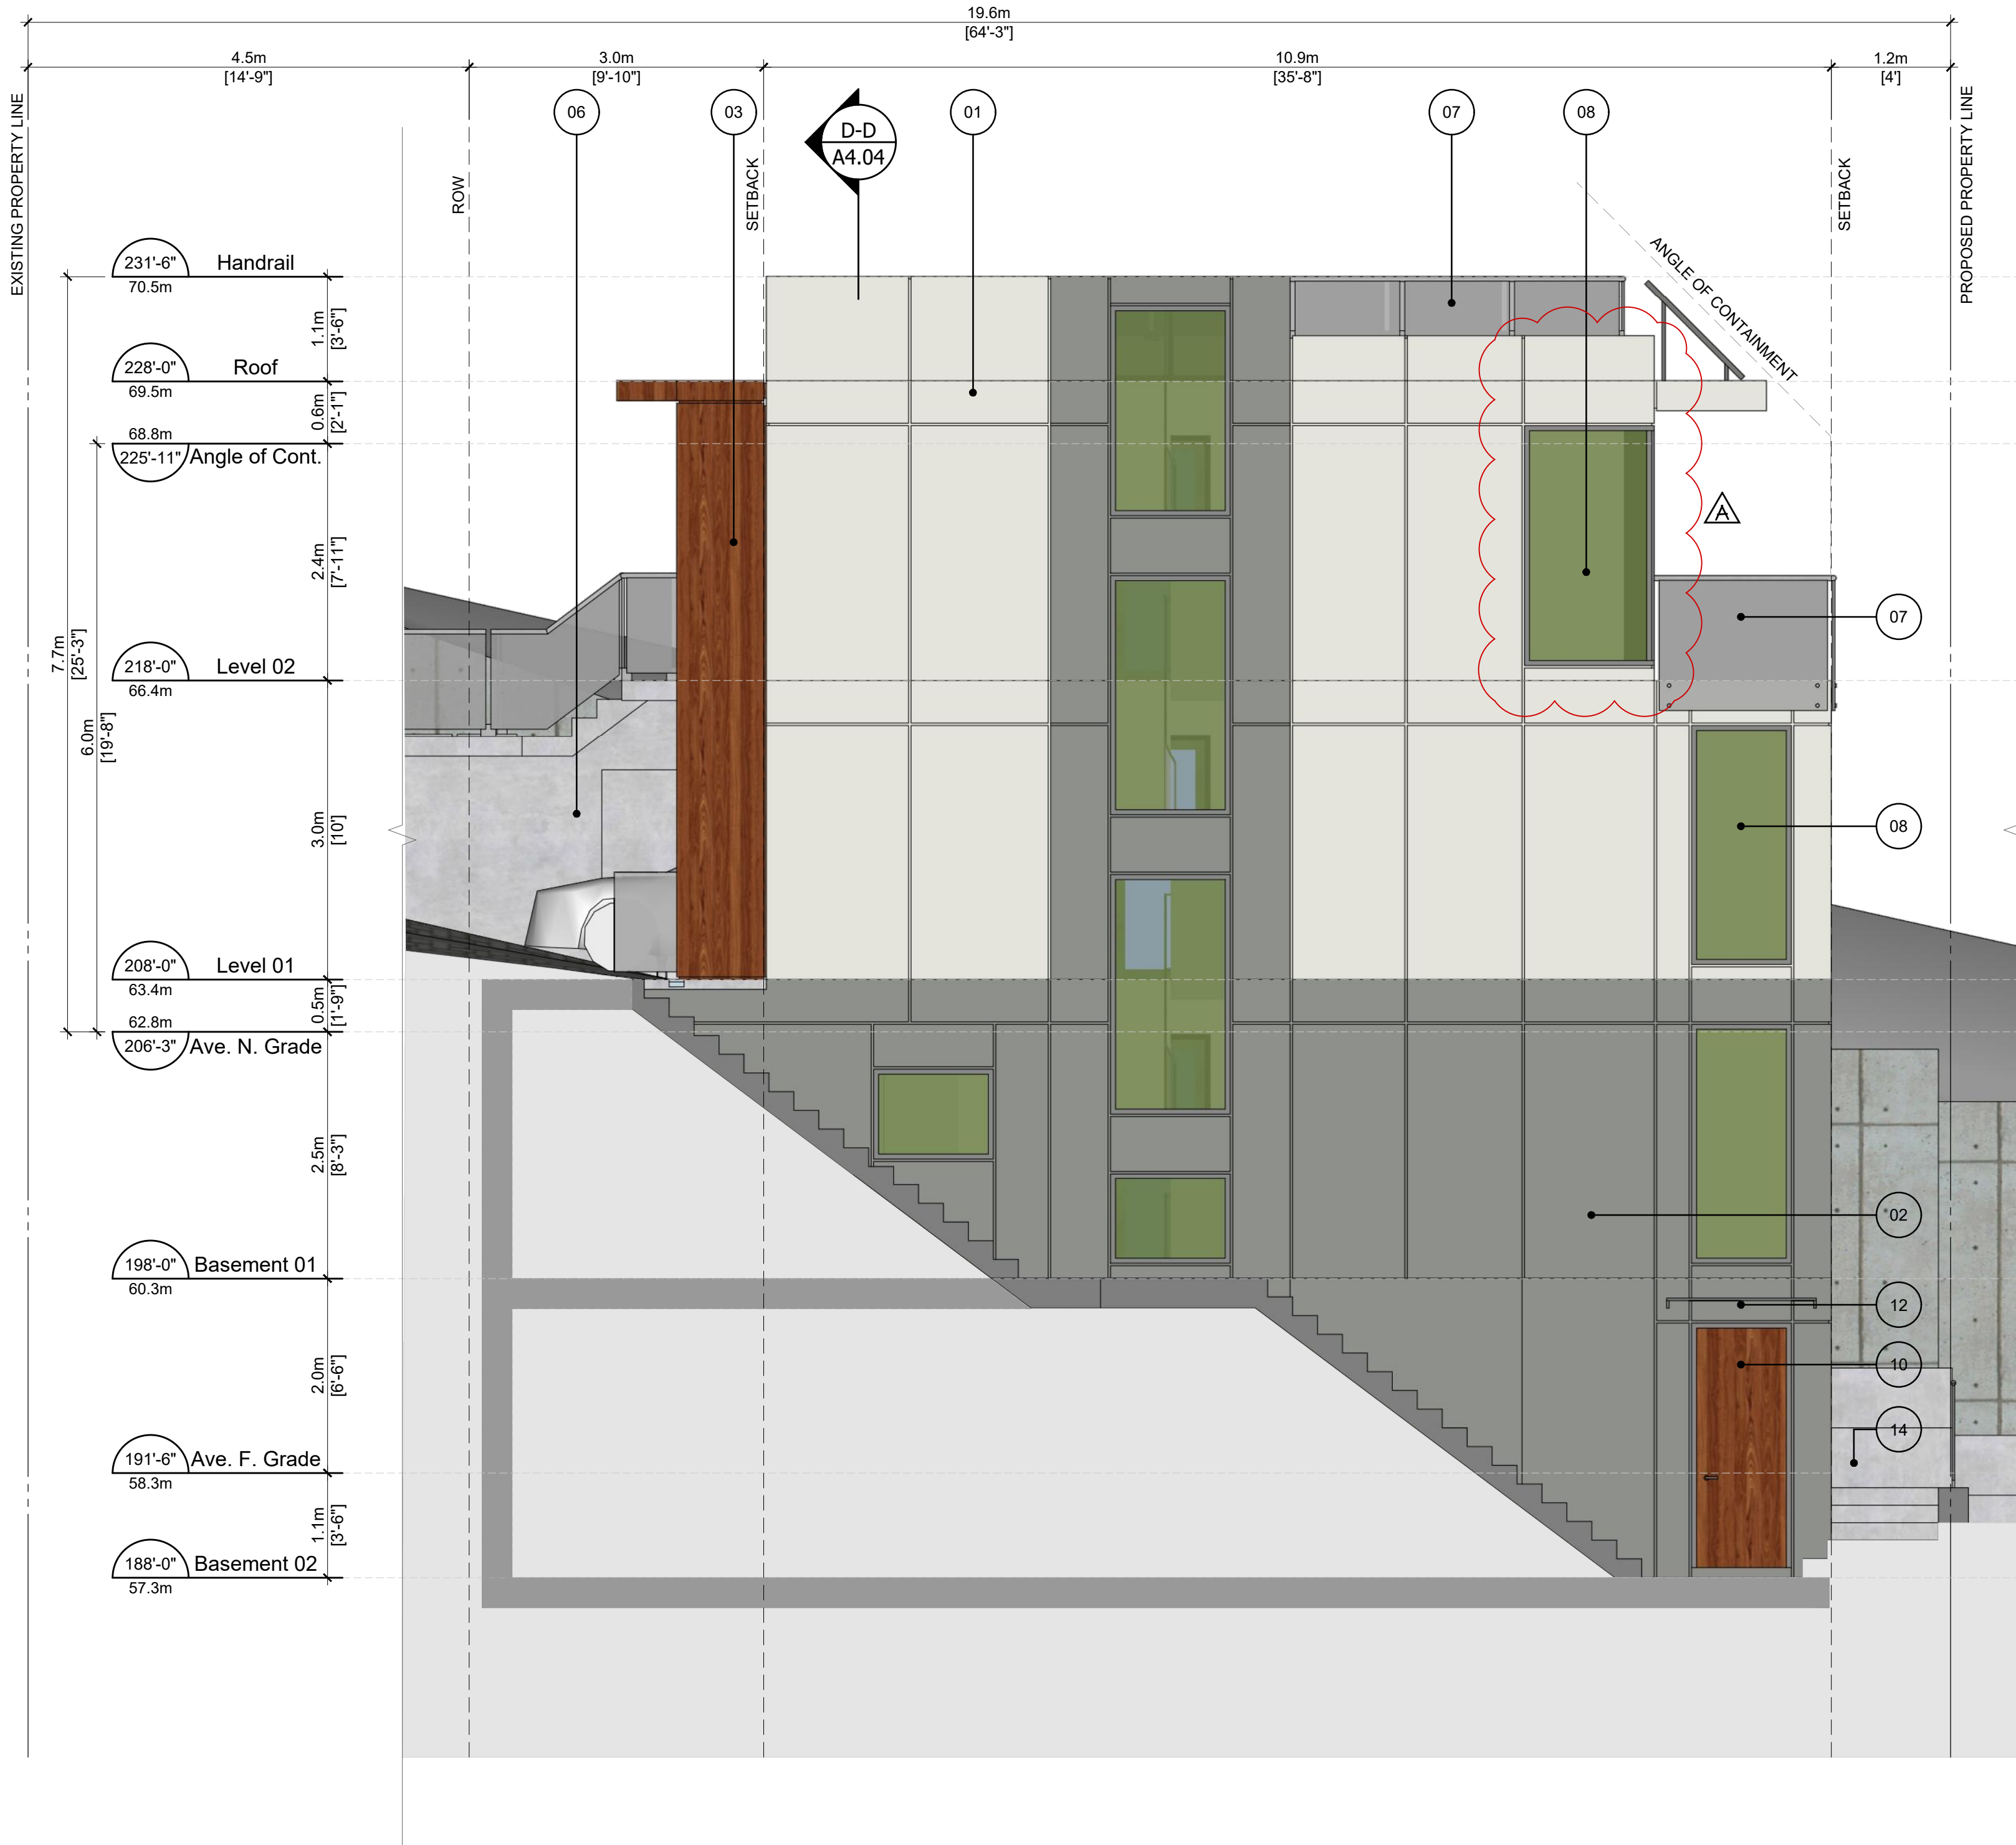 19.6m
[64'-3"]
4.5m
[14'-9"]
3.0m
[9'-10"]
10.9m
[35'-8"]
1.2m
[4']
EXISTING PROPERTY LINE
ROW
SETBACK
SETBACK
PROPOSED PROPERTY LINE
06
03
D-D
A4.04
01
07
08
ANGLE OF CONTAINMENT
231'-6" Handrail
70.5m
1.1m
[3'-6"]
228'-0" Roof
69.5m
0.6m
[2'-1"]
68.8m
225'-11" Angle of Cont.
2.4m
[7'-11"]
A
07
218'-0" Level 02
66.4m
7.7m
[25'-3"]
6.0m
[19'-8"]
3.0m
[10']
08
208'-0" Level 01
63.4m
0.5m
[1'-9"]
62.8m
206'-3" Ave. N. Grade
2.5m
[8'-3"]
02
198'-0" Basement 01
60.3m
12
2.0m
[6'-6"]
10
14
191'-6" Ave. F. Grade
58.3m
1.1m
[3'-6"]
188'-0" Basement 02
57.3m